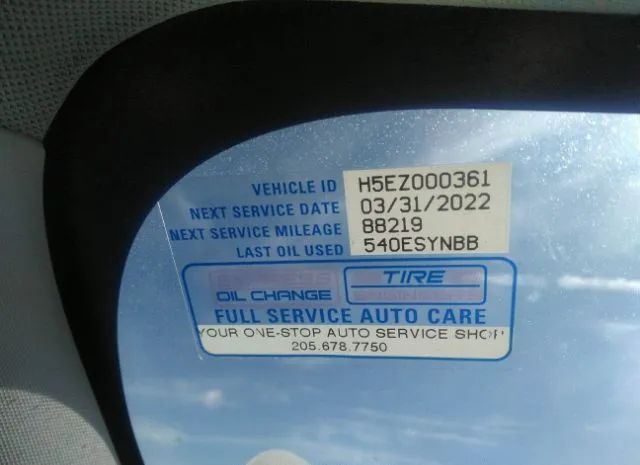 VEHICLE ID H5EZ000361
NEXT SERVICE DATE 03/31/2022
NEXT SERVICE MILEAGE 88219
LAST OIL USED 540ESYNBB
EXPRESS TIRE
OIL CHANGE
FULL SERVICE AUTO CARE
YOUR ONE-STOP AUTO SERVICE SHOP
205.678.7750